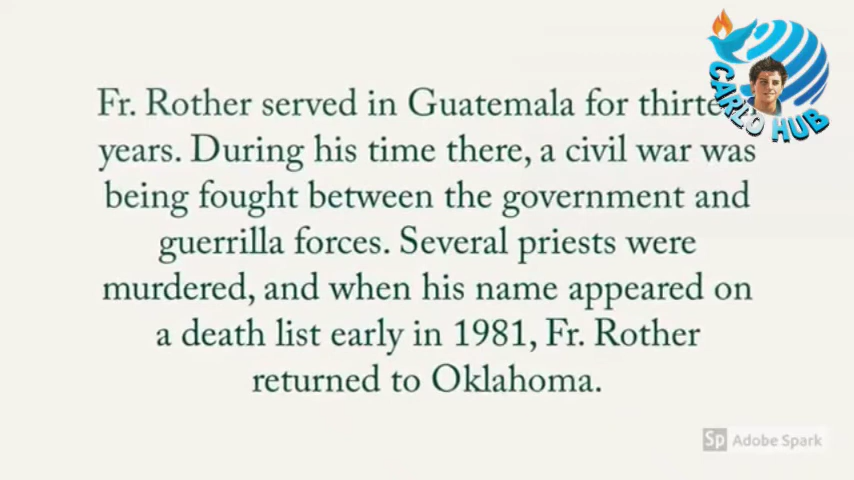 Fr. Rother served in Guatemala for
years. During his time there, a civil war was
being fought between the government and
guerrilla forces. Several priests were
murdered, and when his name appeared on
a death list early in 1981, Fr. Rother
returned to Oklahoma.
CARLO HUB
Sp Adobe Spark